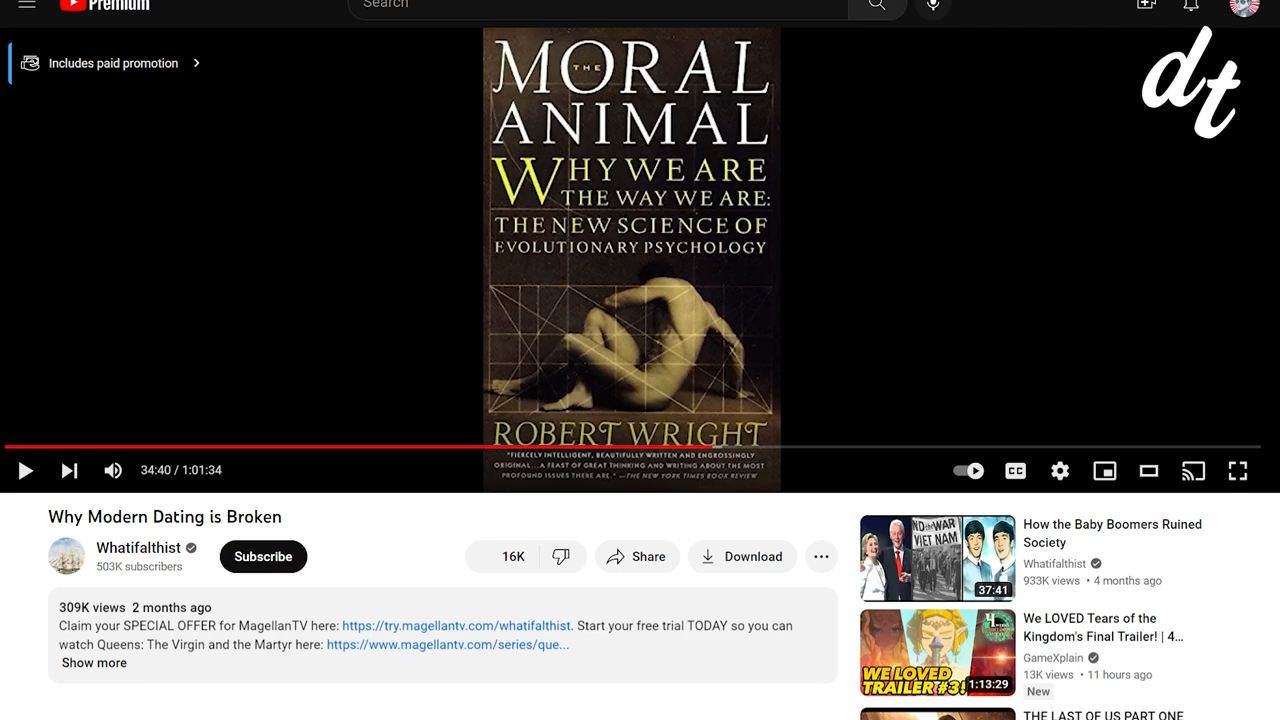 Premium
Search
Includes paid promotion
dt
THE
MORAL
ANIMAL
WHY WE ARE
THE WAY WE ARE:
THE NEW SCIENCE OF
EVOLUTIONARY PSYCHOLOGY
ROBERT WRIGHT
"FIERCELY INTELLIGENT, BEAUTIFULLY WRITTEN AND ENGROSSINGLY
ORIGINAL...A FEAST OF GREAT THINKING AND WRITING ABOUT THE MOST
PROFOUND ISSUES THERE ARE." —THE NEW YORK TIMES BOOK REVIEW
34:40 / 1:01:34
CC
Why Modern Dating is Broken
Whatifalthist
503K subscribers
Subscribe
16K
Share
Download
309K views 2 months ago
Claim your SPECIAL OFFER for MagellanTV here: https://try.magellantv.com/whatifalthist. Start your free trial TODAY so you can
watch Queens: The Virgin and the Martyr here: https://www.magellantv.com/series/que...
Show more
END the WAR
VIET NAM
37:41
How the Baby Boomers Ruined
Society
Whatifalthist
933K views • 4 months ago
WE LOVED
TRAILER #3!
1:13:29
We LOVED Tears of the
Kingdom's Final Trailer! | 4...
GameXplain
13K views • 11 hours ago
New
THE LAST OF US PART ONE